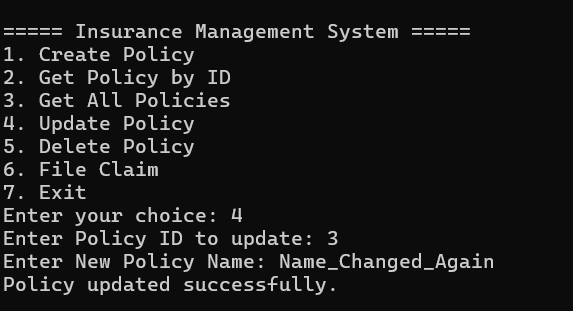 ===== Insurance Management System =====
1. Create Policy
2. Get Policy by ID
3. Get All Policies
4. Update Policy
5. Delete Policy
6. File Claim
7. Exit
Enter your choice: 4
Enter Policy ID to update: 3
Enter New Policy Name: Name_Changed_Again
Policy updated successfully.